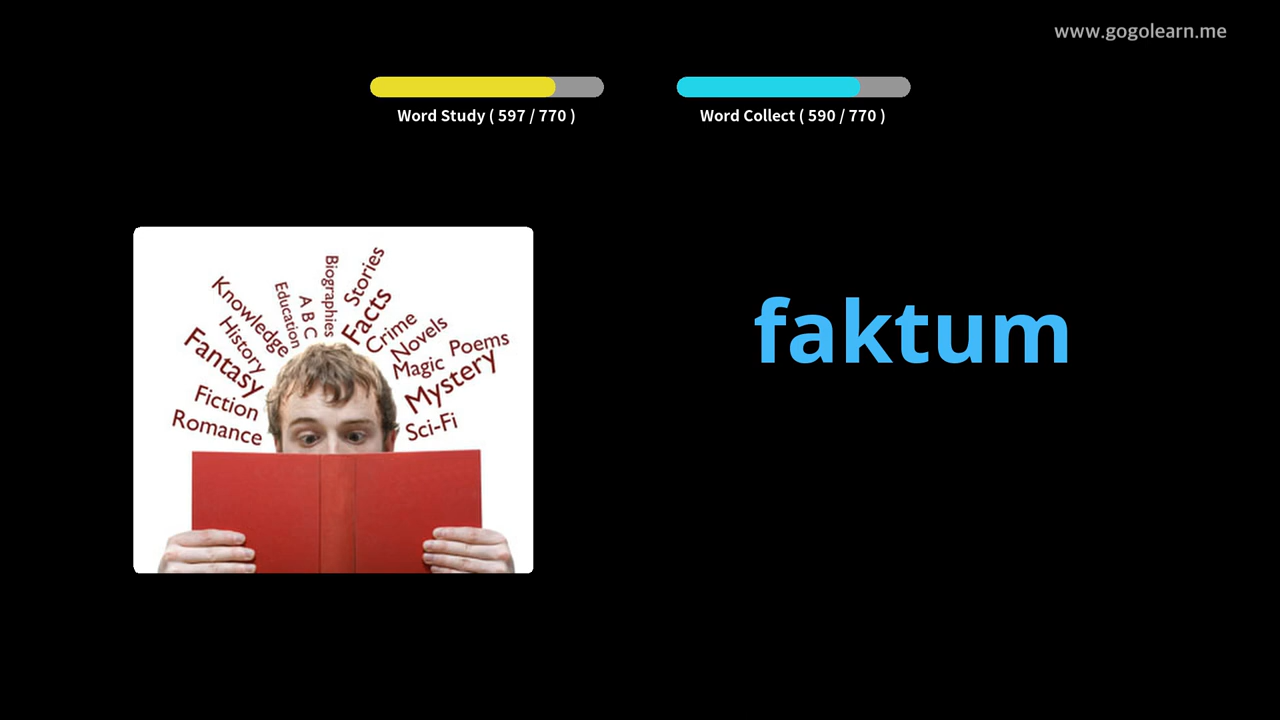 www.gogolearn.me
Word Study ( 597 / 770 )
Word Collect ( 590 / 770 )
faktum
Biographies
Stories
Education
A B C
Facts
Knowledge
History
Crime
Novels
Poems
Fantasy
Magic
Mystery
Fiction
Romance
Sci-Fi